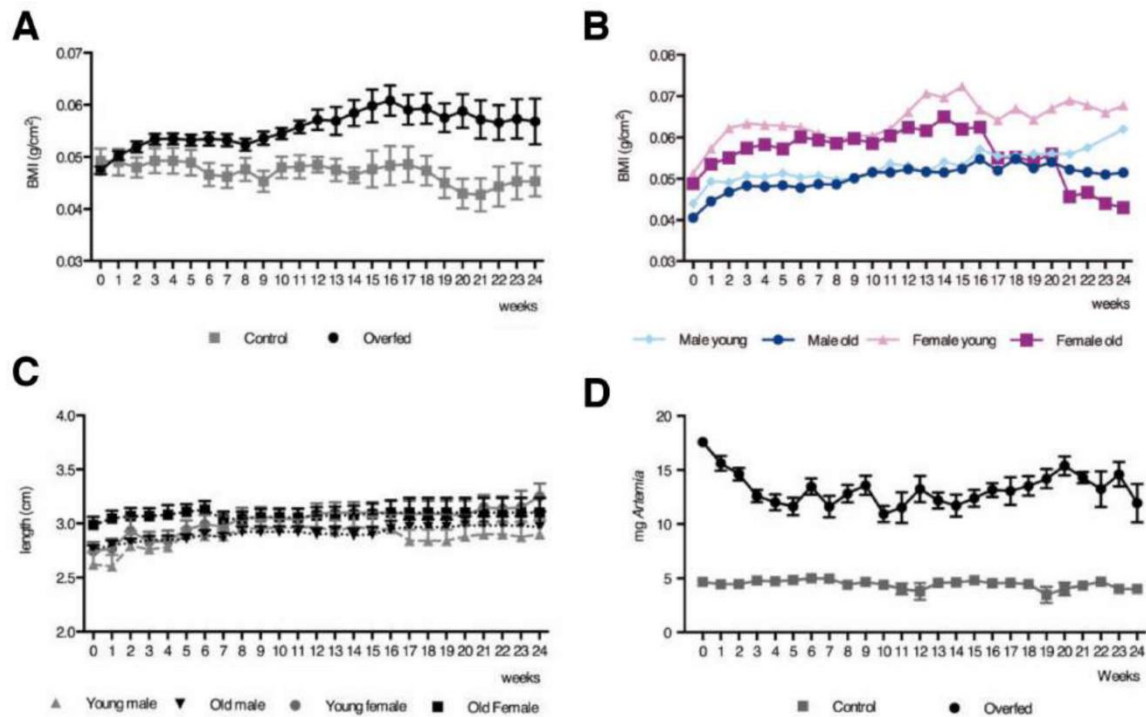 A
0.07
0.06
0.05
0.04
0.03
BMI (g/cm²)
0 1 2 3 4 5 6 7 8 9 10 11 12 13 14 15 16 17 18 19 20 21 22 23 24
weeks
Control Overfed
B
0.08
0.07
0.06
0.05
0.04
0.03
BMI (g/cm²)
0 1 2 3 4 5 6 7 8 9 10 11 12 13 14 15 16 17 18 19 20 21 22 23 24
weeks
Male young Male old Female young Female old
C
4.0
3.5
3.0
2.5
2.0
length (cm)
0 1 2 3 4 5 6 7 8 9 10 11 12 13 14 15 16 17 18 19 20 21 22 23 24
weeks
Young male Old male Young female Old Female
D
20
15
10
5
0
mg Artemia
0 1 2 3 4 5 6 7 8 9 10 11 12 13 14 15 16 17 18 19 20 21 22 23 24
Weeks
Control Overfed